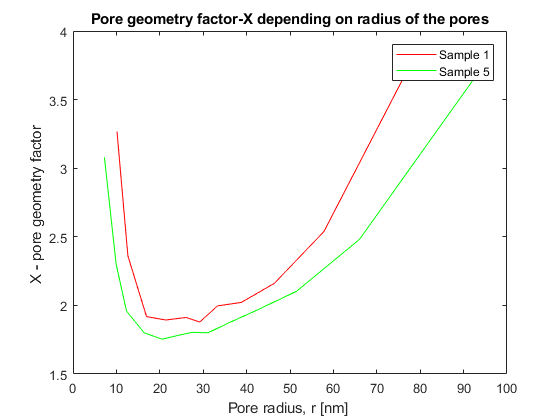 Pore geometry factor-X depending on radius of the pores
4
3.5
3
2.5
2
1.5
X - pore geometry factor
Sample 1
Sample 5
0 10 20 30 40 50 60 70 80 90 100
Pore radius, r [nm]